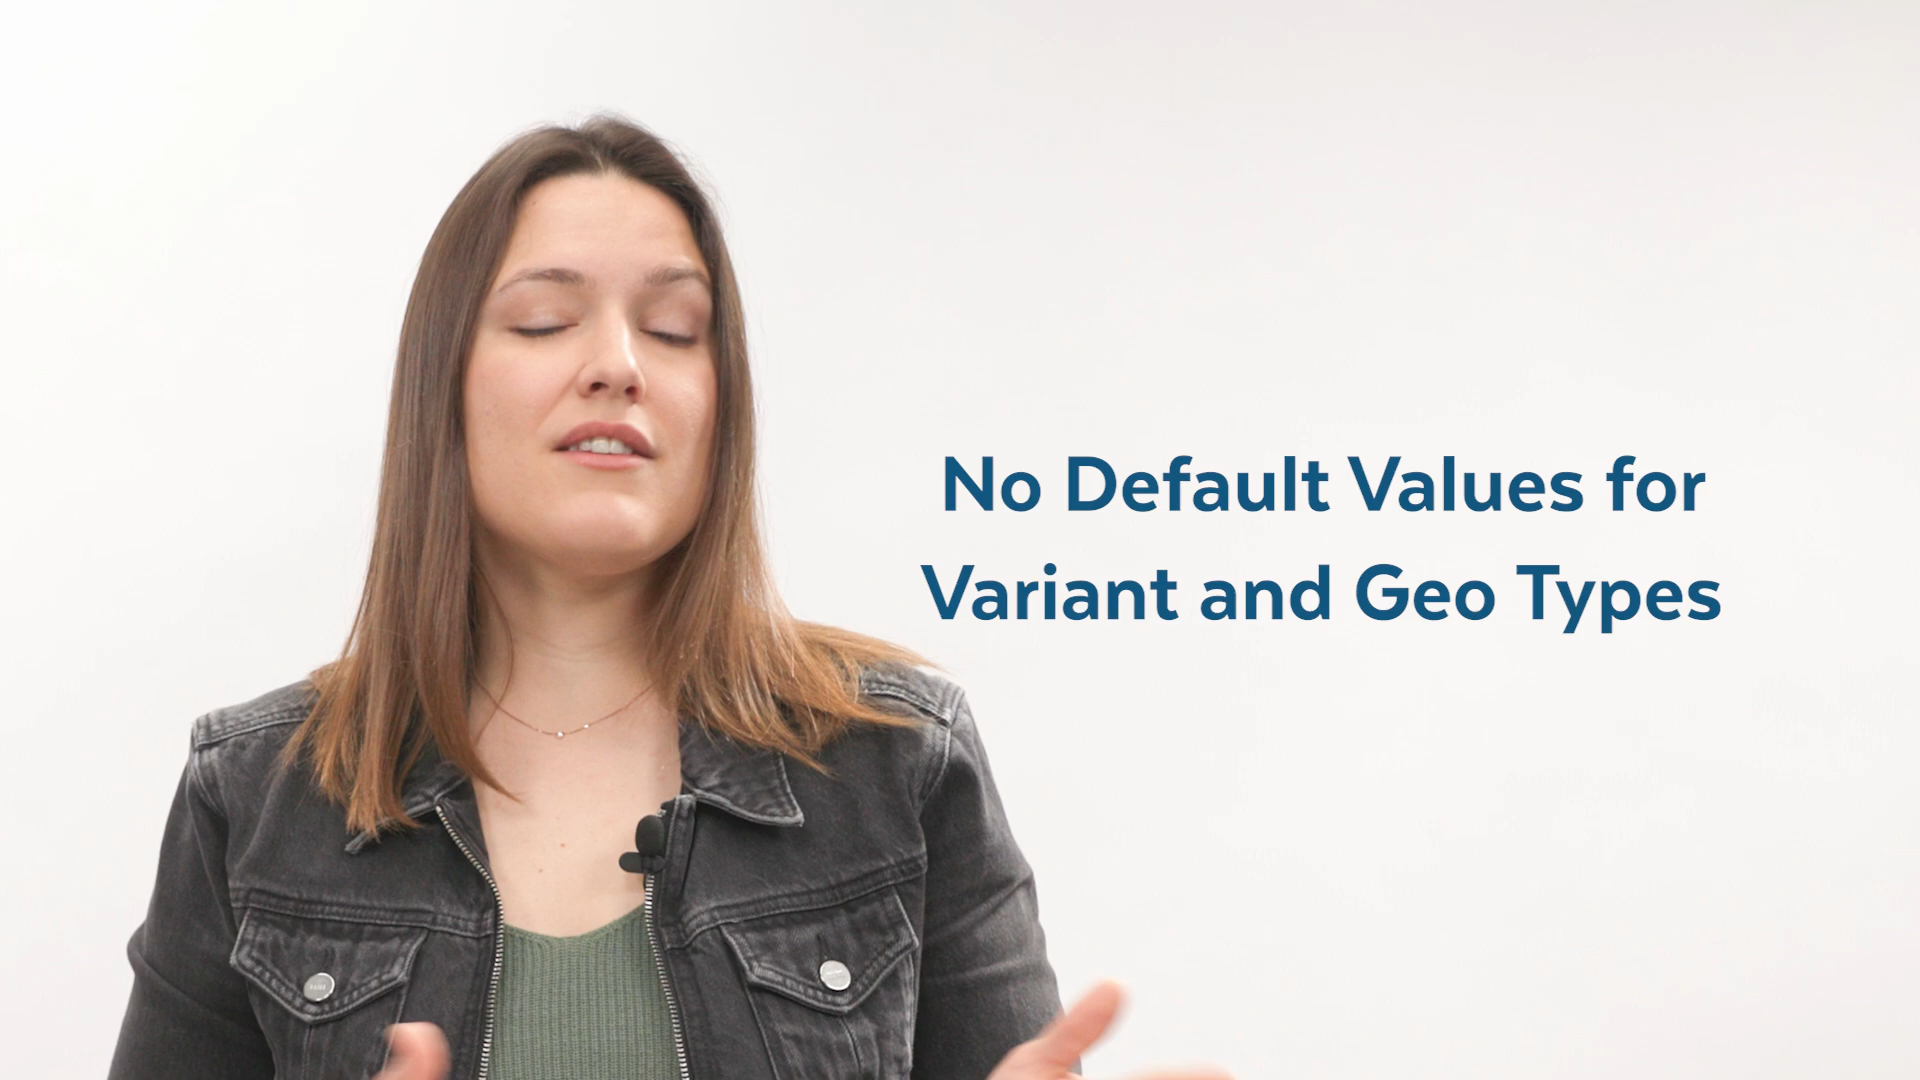 No Default Values for
Variant and Geo Types